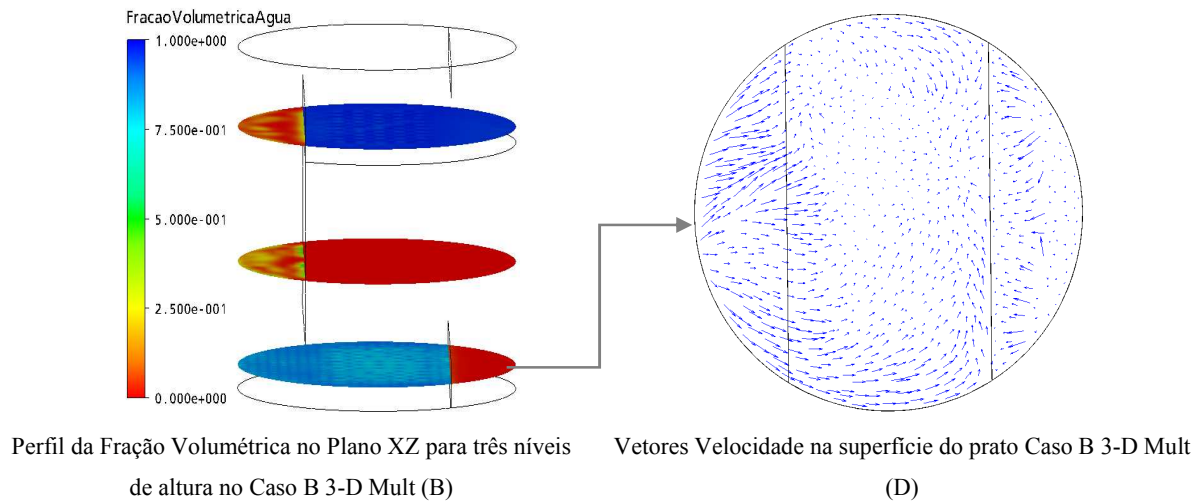 FracaoVolumetricaAgua
1.000e+000
7.500e-001
5.000e-001
2.500e-001
0.000e+000
Perfil da Fração Volumétrica no Plano XZ para três níveis
de altura no Caso B 3-D Mult (B)
Vetores Velocidade na superfície do prato Caso B 3-D Mult
(D)